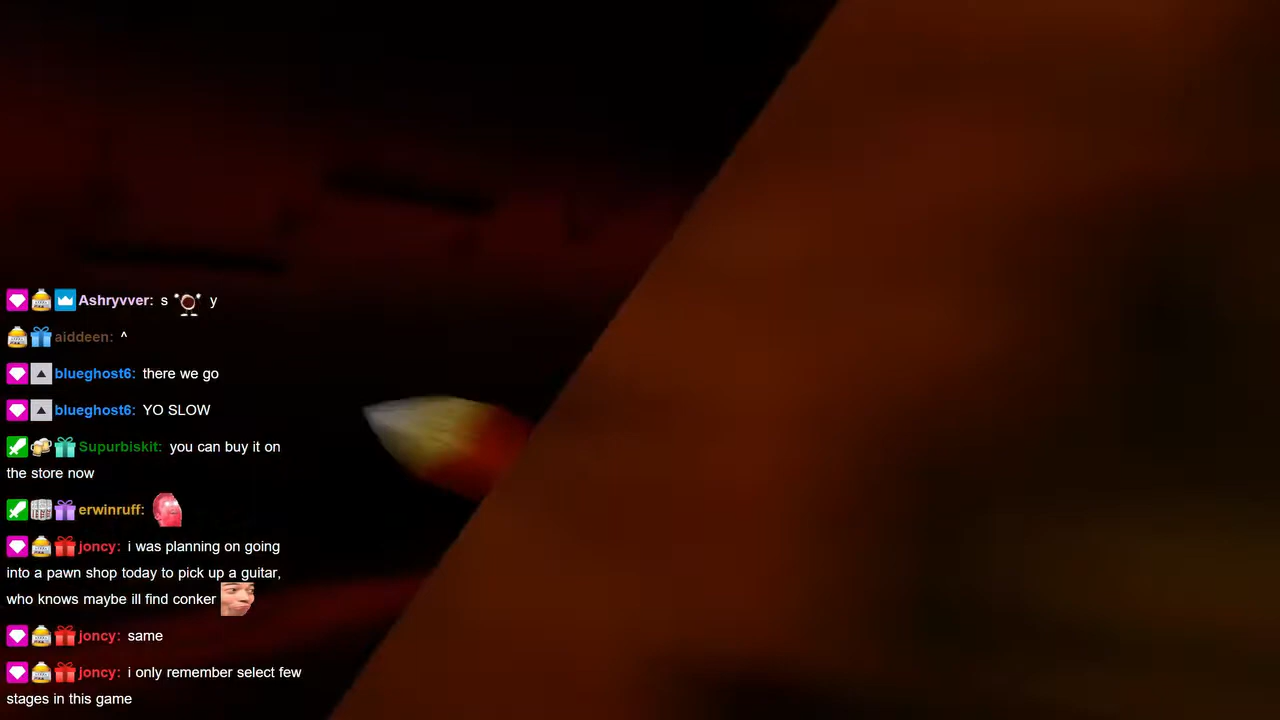 Ashryvver: s y
aiddeen: ^
blueghost6: there we go
blueghost6: YO SLOW
Supurbiskit: you can buy it on
the store now
erwinruff:
joncy: i was planning on going
into a pawn shop today to pick up a guitar,
who knows maybe ill find conker
joncy: same
joncy: i only remember select few
stages in this game